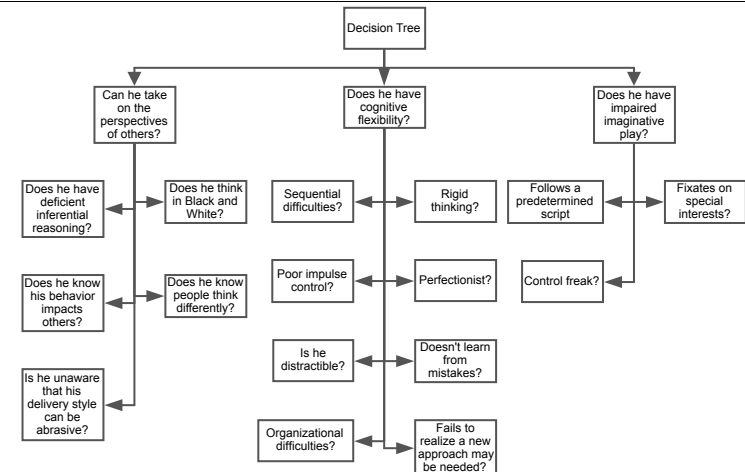 Decision Tree
Can he take
on the
perspectives
of others?
Does he have
cognitive
flexibility?
Does he have
impaired
imaginative
play?
Does he have
deficient
inferential
reasoning?
Does he think
in Black and
White?
Sequential
difficulties?
Rigid
thinking?
Follows a
predetermined
script
Fixates on
special
interests?
Does he know
his behavior
impacts
others?
Does he know
people think
differently?
Poor impulse
control?
Perfectionist?
Control freak?
Is he unaware
that his
delivery style
can be
abrasive?
Is he
distractible?
Doesn't learn
from
mistakes?
Organizational
difficulties?
Fails to
realize a new
approach may
be needed?